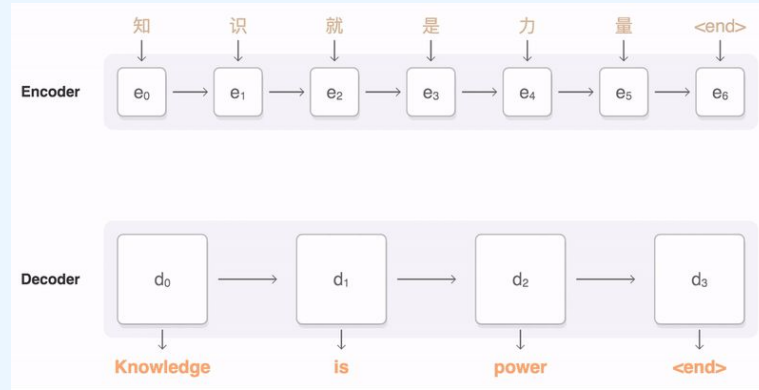 知 识 就 是 力 量 <end>
Encoder e₀ e₁ e₂ e₃ e₄ e₅ e₆
Decoder d₀ d₁ d₂ d₃
Knowledge is power <end>